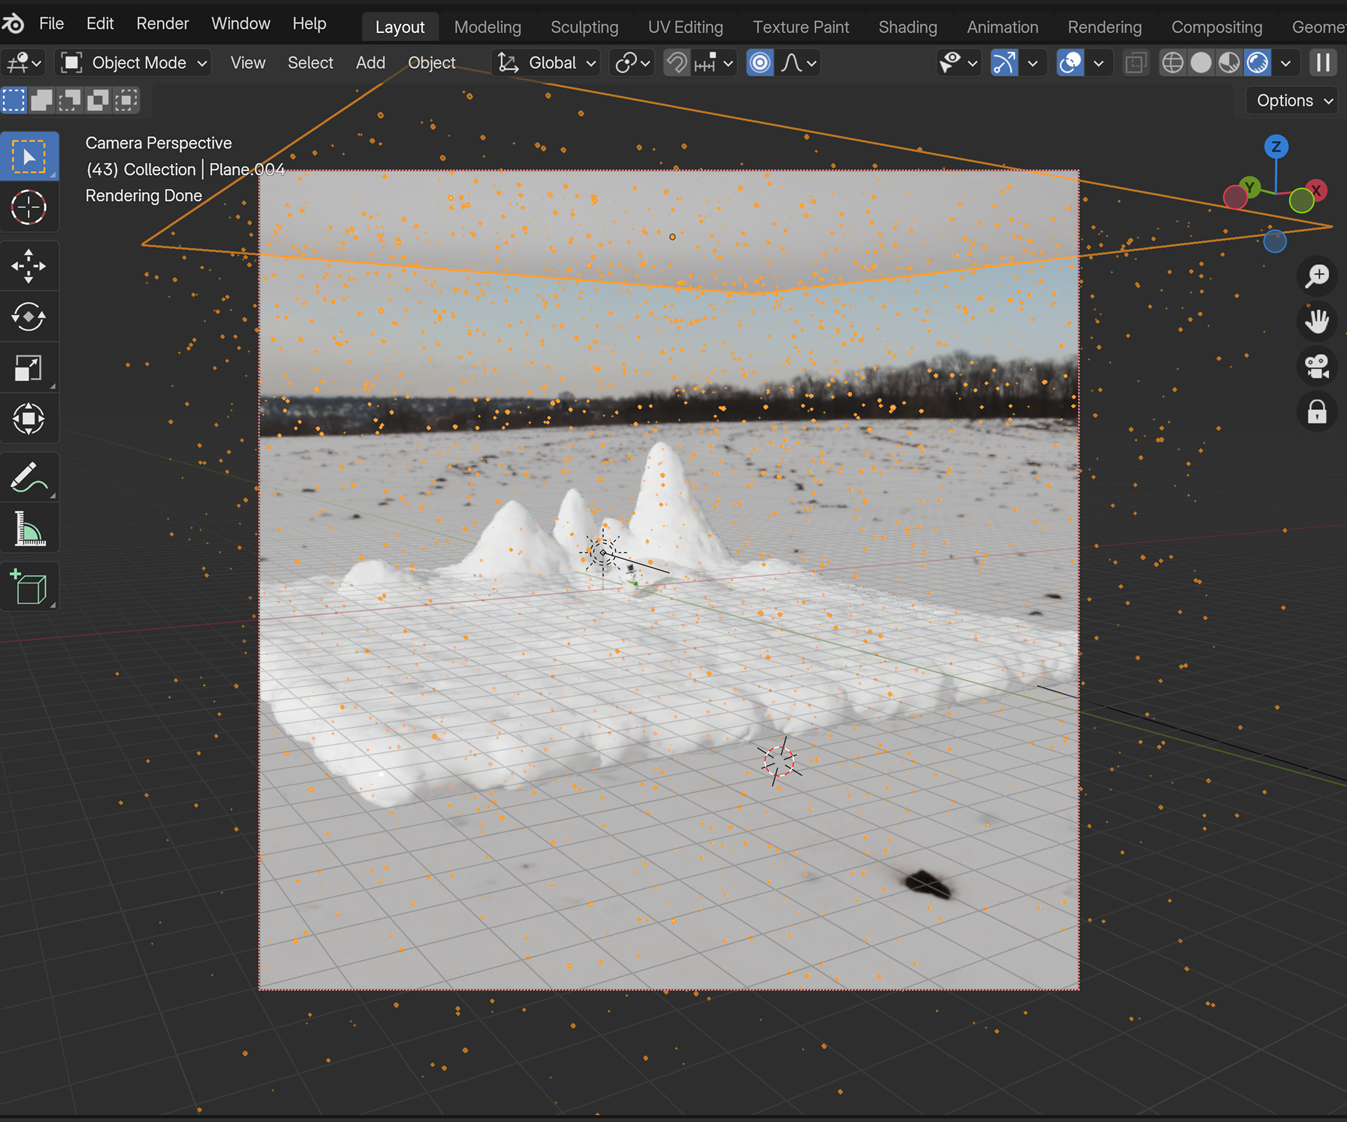 File Edit Render Window Help Layout Modeling Sculpting UV Editing Texture Paint Shading Animation Rendering Compositing Geome
Object Mode View Select Add Object Global
Options
Camera Perspective
(43) Collection | Plane.004
Rendering Done
Z
Y
X